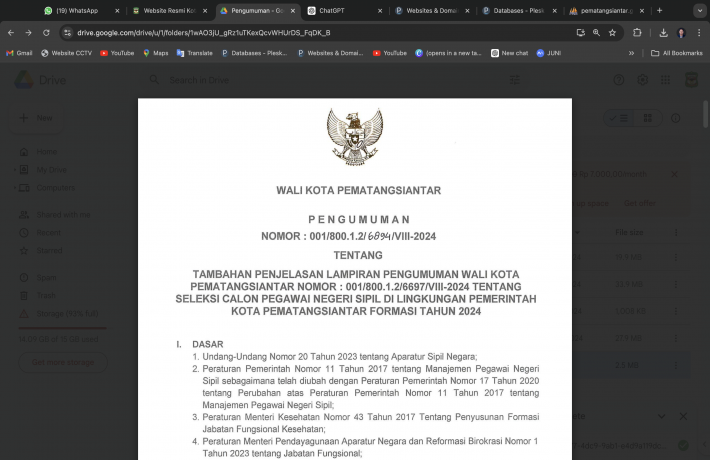 (19) WhatsApp
Website Resmi Kot
Pengumuman - Go
ChatGPT
Websites & Domai
Databases - Plesk
pematangsiantar.g
drive.google.com/drive/u/1/folders/1wAO3jU_gRz1uTKexQcvWHUrDS_FqDK_B
Gmail
Website CCTV
YouTube
Maps
Translate
Databases - Plesk...
Websites & Domai...
YouTube
(opens in a new ta...
New chat
JUNI
All Bookmarks
Drive
Search in Drive
New
Home
My Drive
Computers
Shared with me
Recent
Starred
Spam
Trash
Storage (73% full)
Get more storage
Get offer
File size
WALI KOTA PEMATANGSIANTAR
P E N G U M U M A N
NOMOR : 001/800.1.2/6894/VIII-2024
TENTANG
TAMBAHAN PENJELASAN LAMPIRAN PENGUMUMAN WALI KOTA
PEMATANGSIANTAR NOMOR : 001/800.1.2/6697/VIII-2024 TENTANG
SELEKSI CALON PEGAWAI NEGERI SIPIL DI LINGKUNGAN PEMERINTAH
KOTA PEMATANGSIANTAR FORMASI TAHUN 2024
I. DASAR
1. Undang-Undang Nomor 20 Tahun 2023 tentang Aparatur Sipil Negara;
2. Peraturan Pemerintah Nomor 11 Tahun 2017 tentang Manajemen Pegawai Negeri
Sipil sebagaimana telah diubah dengan Peraturan Pemerintah Nomor 17 Tahun 2020
tentang Perubahan atas Peraturan Pemerintah Nomor 11 Tahun 2017 tentang
Manajemen Pegawai Negeri Sipil;
3. Peraturan Menteri Kesehatan Nomor 43 Tahun 2017 Tentang Penyusunan Formasi
Jabatan Fungsional Kesehatan;
4. Peraturan Menteri Pendayagunaan Aparatur Negara dan Reformasi Birokrasi Nomor 1
Tahun 2023 tentang Jabatan Fungsional;